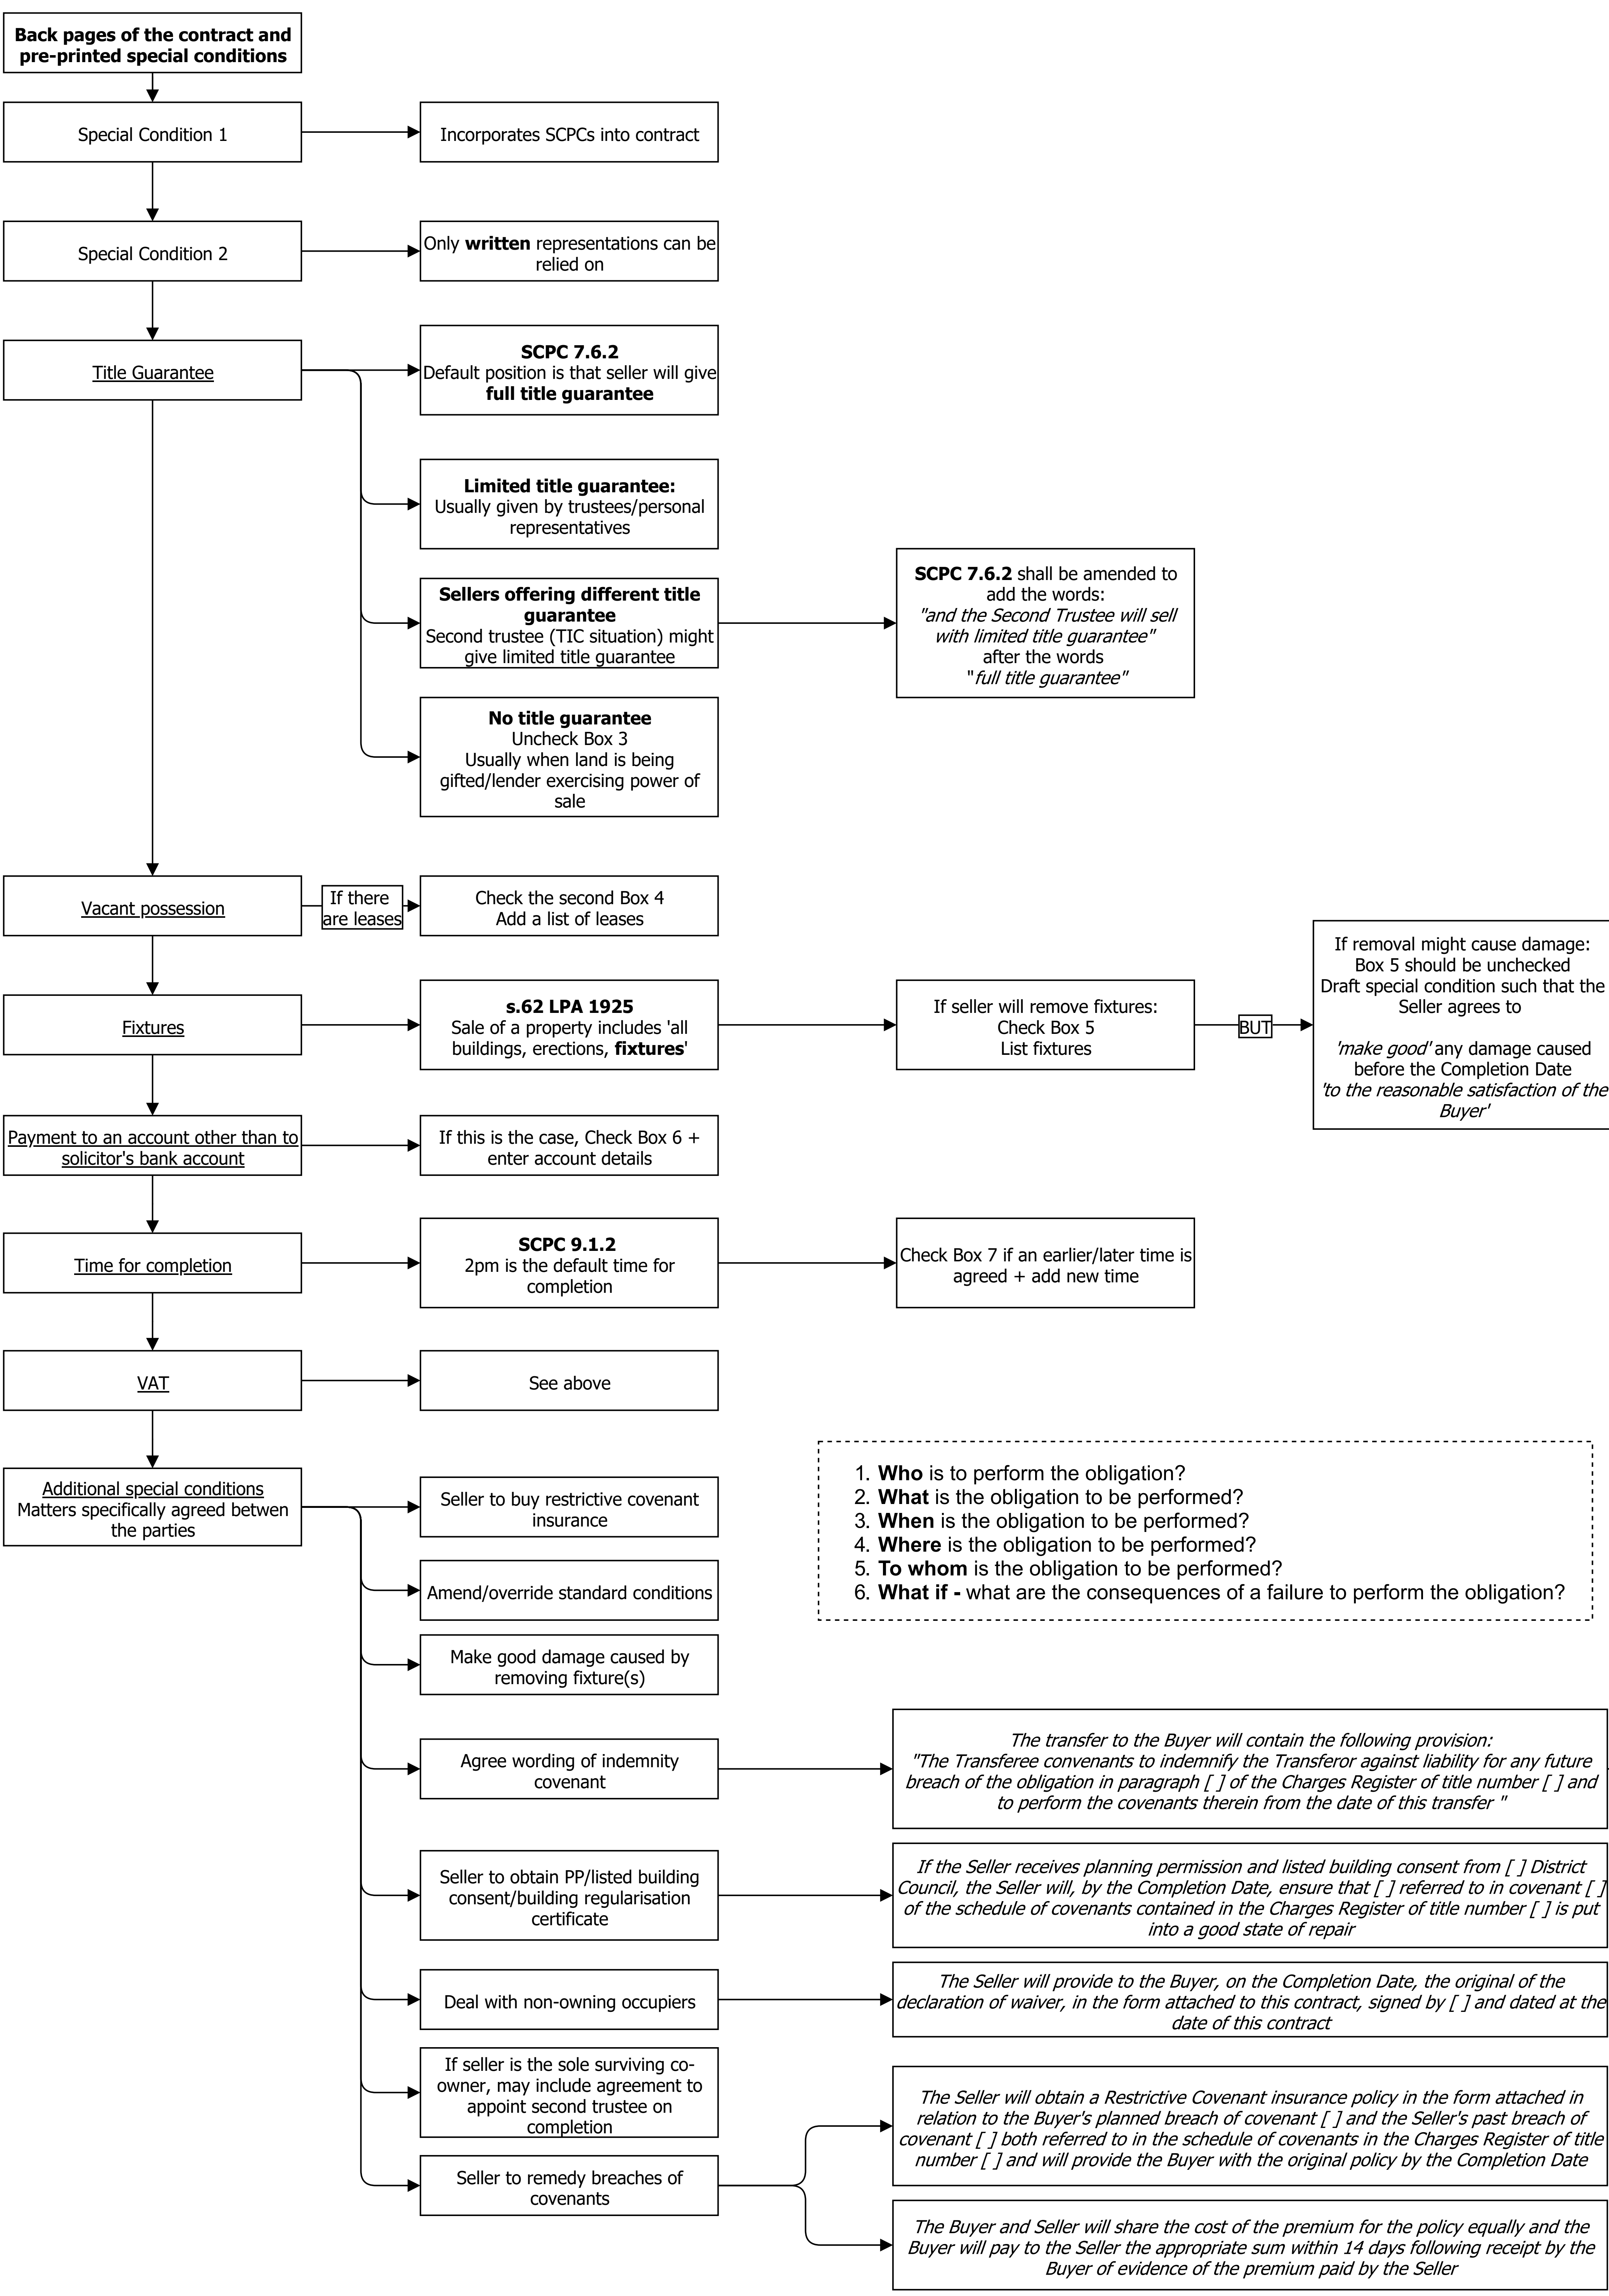 Back pages of the contract and
pre-printed special conditions
Special Condition 1
Incorporates SCPCs into contract
Special Condition 2
Only written representations can be
relied on
Title Guarantee
SCPC 7.6.2
Default position is that seller will give
full title guarantee
Limited title guarantee:
Usually given by trustees/personal
representatives
Sellers offering different title
guarantee
Second trustee (TIC situation) might
give limited title guarantee
SCPC 7.6.2 shall be amended to
add the words:
"and the Second Trustee will sell
with limited title guarantee"
after the words
"full title guarantee"
No title guarantee
Uncheck Box 3
Usually when land is being
gifted/lender exercising power of
sale
Vacant possession
If there
are leases
Check the second Box 4
Add a list of leases
Fixtures
s.62 LPA 1925
Sale of a property includes 'all
buildings, erections, fixtures'
If seller will remove fixtures:
Check Box 5
List fixtures
BUT
If removal might cause damage:
Box 5 should be unchecked
Draft special condition such that the
Seller agrees to
'make good' any damage caused
before the Completion Date
'to the reasonable satisfaction of the
Buyer'
Payment to an account other than to
solicitor's bank account
If this is the case, Check Box 6 +
enter account details
Time for completion
SCPC 9.1.2
2pm is the default time for
completion
Check Box 7 if an earlier/later time is
agreed + add new time
VAT
See above
Additional special conditions
Matters specifically agreed betwen
the parties
1. Who is to perform the obligation?
2. What is the obligation to be performed?
3. When is the obligation to be performed?
4. Where is the obligation to be performed?
5. To whom is the obligation to be performed?
6. What if - what are the consequences of a failure to perform the obligation?
Seller to buy restrictive covenant
insurance
Amend/override standard conditions
Make good damage caused by
removing fixture(s)
Agree wording of indemnity
covenant
The transfer to the Buyer will contain the following provision:
"The Transferee convenants to indemnify the Transferor against liability for any future
breach of the obligation in paragraph [ ] of the Charges Register of title number [ ] and
to perform the covenants therein from the date of this transfer "
Seller to obtain PP/listed building
consent/building regularisation
certificate
If the Seller receives planning permission and listed building consent from [ ] District
Council, the Seller will, by the Completion Date, ensure that [ ] referred to in covenant [ ]
of the schedule of covenants contained in the Charges Register of title number [ ] is put
into a good state of repair
Deal with non-owning occupiers
The Seller will provide to the Buyer, on the Completion Date, the original of the
declaration of waiver, in the form attached to this contract, signed by [ ] and dated at the
date of this contract
If seller is the sole surviving co-
owner, may include agreement to
appoint second trustee on
completion
Seller to remedy breaches of
covenants
The Seller will obtain a Restrictive Covenant insurance policy in the form attached in
relation to the Buyer's planned breach of covenant [ ] and the Seller's past breach of
covenant [ ] both referred to in the schedule of covenants in the Charges Register of title
number [ ] and will provide the Buyer with the original policy by the Completion Date
The Buyer and Seller will share the cost of the premium for the policy equally and the
Buyer will pay to the Seller the appropriate sum within 14 days following receipt by the
Buyer of evidence of the premium paid by the Seller